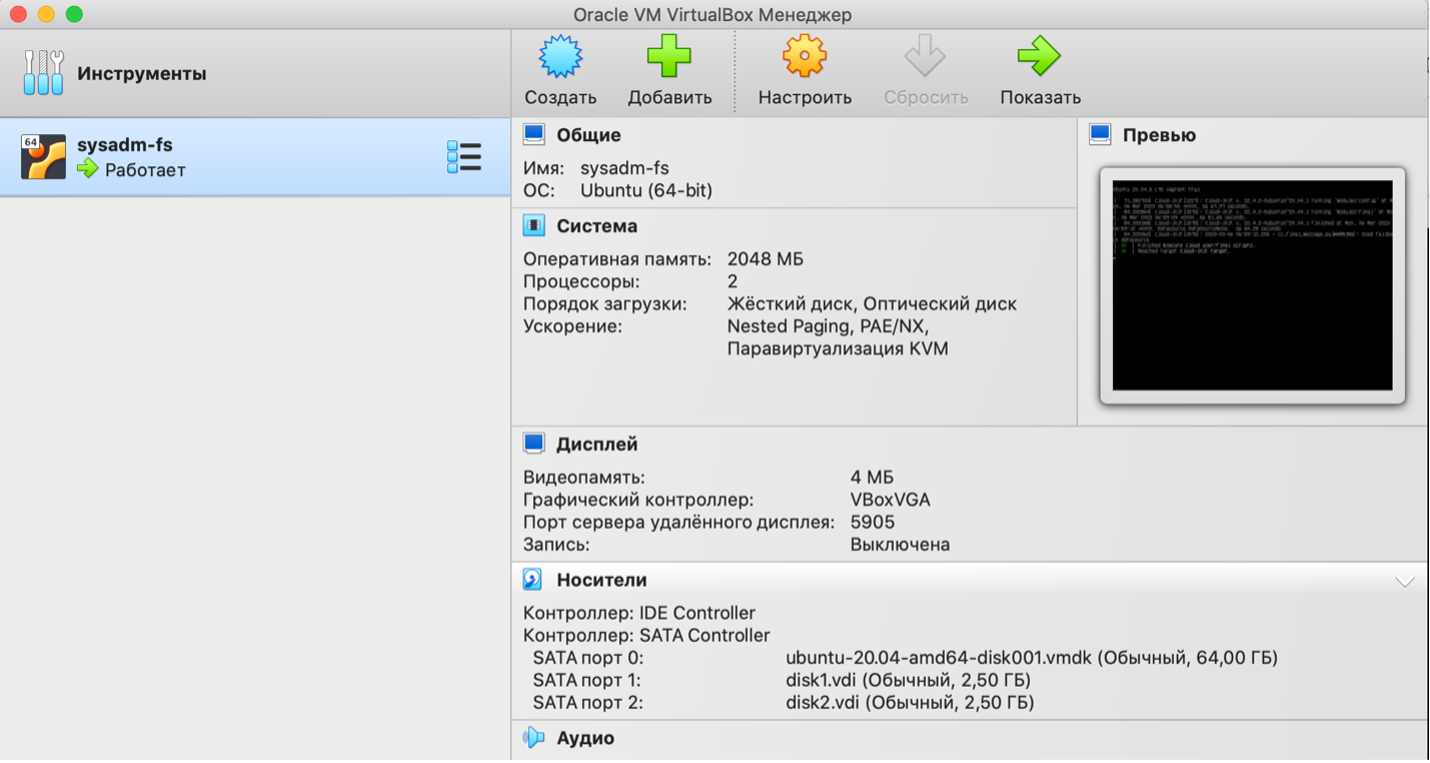 Oracle VM VirtualBox Менеджер
Инструменты
Создать
Добавить
Настроить
Сбросить
Показать
64
sysadm-fs
Работает
Общие
Имя: sysadm-fs
ОС: Ubuntu (64-bit)
Превью
Система
Оперативная память: 2048 МБ
Процессоры: 2
Порядок загрузки: Жёсткий диск, Оптический диск
Ускорение: Nested Paging, PAE/NX,
Паравиртуализация KVM
Дисплей
Видеопамять: 4 МБ
Графический контроллер: VBoxVGA
Порт сервера удалённого дисплея: 5905
Запись: Выключена
Носители
Контроллер: IDE Controller
Контроллер: SATA Controller
SATA порт 0: ubuntu-20.04-amd64-disk001.vmdk (Обычный, 64,00 ГБ)
SATA порт 1: disk1.vdi (Обычный, 2,50 ГБ)
SATA порт 2: disk2.vdi (Обычный, 2,50 ГБ)
Аудио